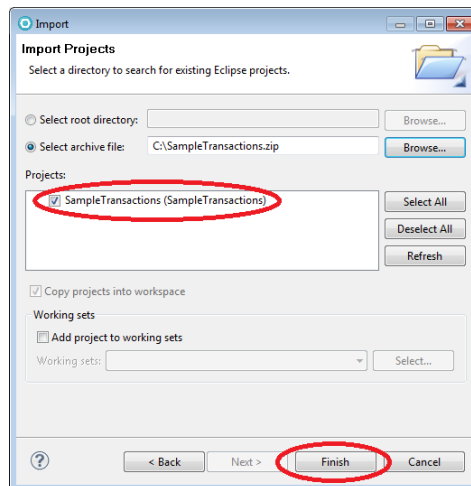 Import
Import Projects
Select a directory to search for existing Eclipse projects.
Select root directory:
Browse...
Select archive file:
C:\SampleTransactions.zip
Browse...
Projects:
SampleTransactions (SampleTransactions)
Select All
Deselect All
Refresh
Copy projects into workspace
Working sets
Add project to working sets
Working sets:
Select...
?
< Back
Next >
Finish
Cancel